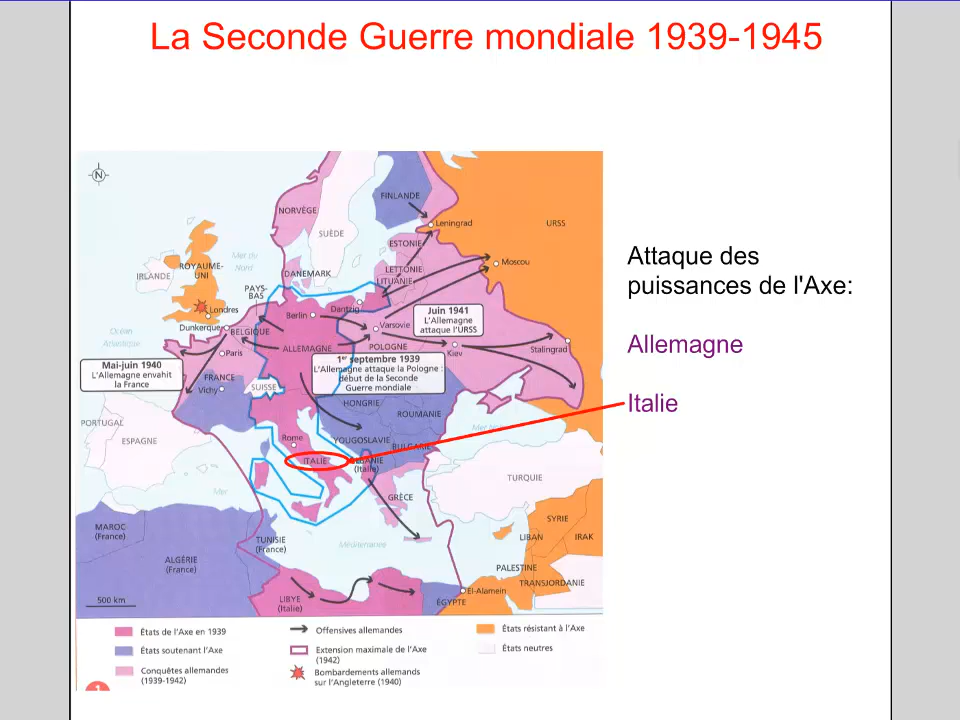 La Seconde Guerre mondiale 1939-1945
N
FINLANDE
NORVÈGE
Leningrad
URSS
SUÈDE
ESTONIE
Mer du
Nord
Moscou
ROYAUME-
UNI
IRLANDE
LETTONIE
DANEMARK
LITUANIE
PAYS-
BAS
Dantzig
Londres
Berlin
Juin 1941
L'Allemagne
attaque l'URSS
Varsovie
Dunkerque
BELGIQUE
Océan
Atlantique
Paris
ALLEMAGNE
POLOGNE
Kiev
Stalingrad
Mai-juin 1940
L'Allemagne envahit
la France
1er septembre 1939
L'Allemagne attaque la Pologne :
début de la Seconde
Guerre mondiale
FRANCE
Vichy
SUISSE
HONGRIE
ROUMANIE
PORTUGAL
ESPAGNE
Rome
YOUGOSLAVIE
BULGARIE
ITALIE
(Italie)
TURQUIE
Mer
GRÈCE
MAROC
(France)
ALGÉRIE
(France)
TUNISIE
(France)
Méditerranée
SYRIE
LIBAN
IRAK
PALESTINE
TRANSJORDANIE
El-Alamein
LIBYE
(Italie)
ÉGYPTE
500 km
États de l'Axe en 1939
États soutenant l'Axe
Conquêtes allemandes
(1939-1942)
Offensives allemandes
Extension maximale de l'Axe
(1942)
Bombardements allemands
sur l'Angleterre (1940)
États résistant à l'Axe
États neutres
1
Attaque des
puissances de l'Axe:
Allemagne
Italie